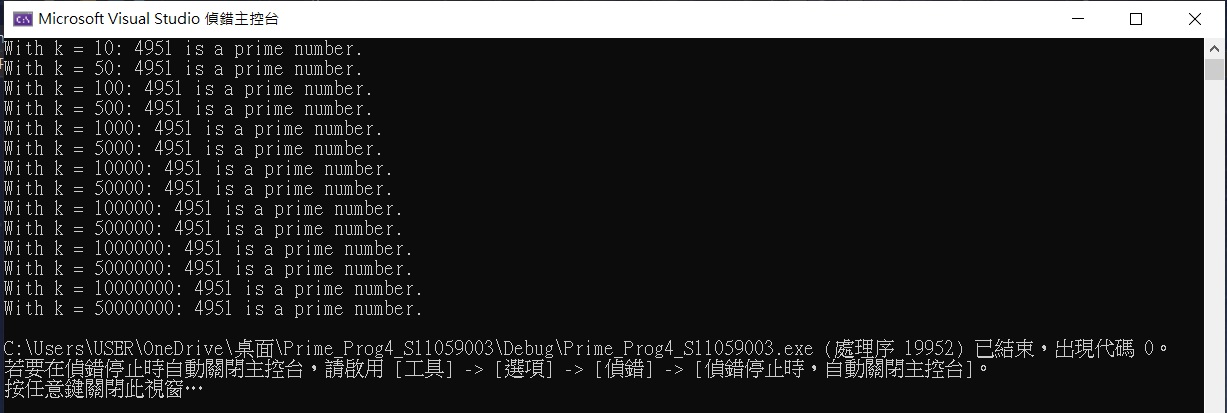 Microsoft Visual Studio 偵錯主控台
With k = 10: 4951 is a prime number.
With k = 50: 4951 is a prime number.
With k = 100: 4951 is a prime number.
With k = 500: 4951 is a prime number.
With k = 1000: 4951 is a prime number.
With k = 5000: 4951 is a prime number.
With k = 10000: 4951 is a prime number.
With k = 50000: 4951 is a prime number.
With k = 100000: 4951 is a prime number.
With k = 500000: 4951 is a prime number.
With k = 1000000: 4951 is a prime number.
With k = 5000000: 4951 is a prime number.
With k = 10000000: 4951 is a prime number.
With k = 50000000: 4951 is a prime number.
C:\Users\USER\OneDrive\桌面\Prime_Prog4_S11059003\Debug\Prime_Prog4_S11059003.exe (處理序 19952) 已結束，出現代碼 0。
若要在偵錯停止時自動關閉主控台，請啟用 [工具] -> [選項] -> [偵錯] -> [偵錯停止時，自動關閉主控台]。
按任意鍵關閉此視窗…